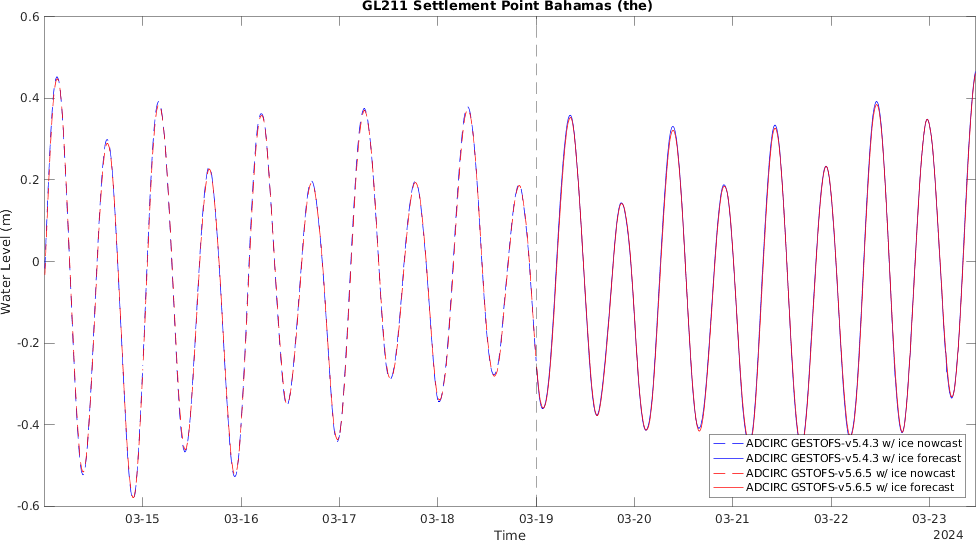 GL211 Settlement Point Bahamas (the)
0.6
0.4
0.2
0
-0.2
-0.4
-0.6
Water Level (m)
03-15
03-16
03-17
03-18
03-19
03-20
03-21
03-22
03-23
Time
2024
ADCIRC GESTOFS-v5.4.3 w/ ice nowcast
ADCIRC GESTOFS-v5.4.3 w/ ice forecast
ADCIRC GSTOFS-v5.6.5 w/ ice nowcast
ADCIRC GSTOFS-v5.6.5 w/ ice forecast